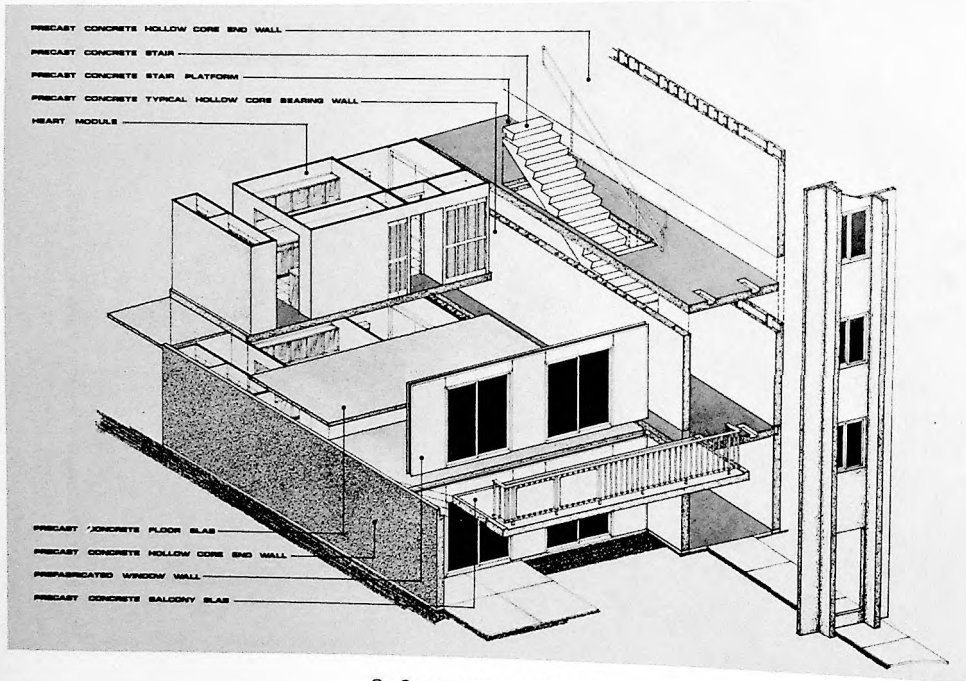 PRECAST CONCRETE HOLLOW CORE END WALL
PRECAST CONCRETE STAIR
PRECAST CONCRETE STAIR PLATFORM
PRECAST CONCRETE TYPICAL HOLLOW CORE BEARING WALL
HEART MODULE
PRECAST CONCRETE FLOOR SLAB
PRECAST CONCRETE HOLLOW CORE END WALL
PREFABRICATED WINDOW WALL
PRECAST CONCRETE BALCONY SLAB